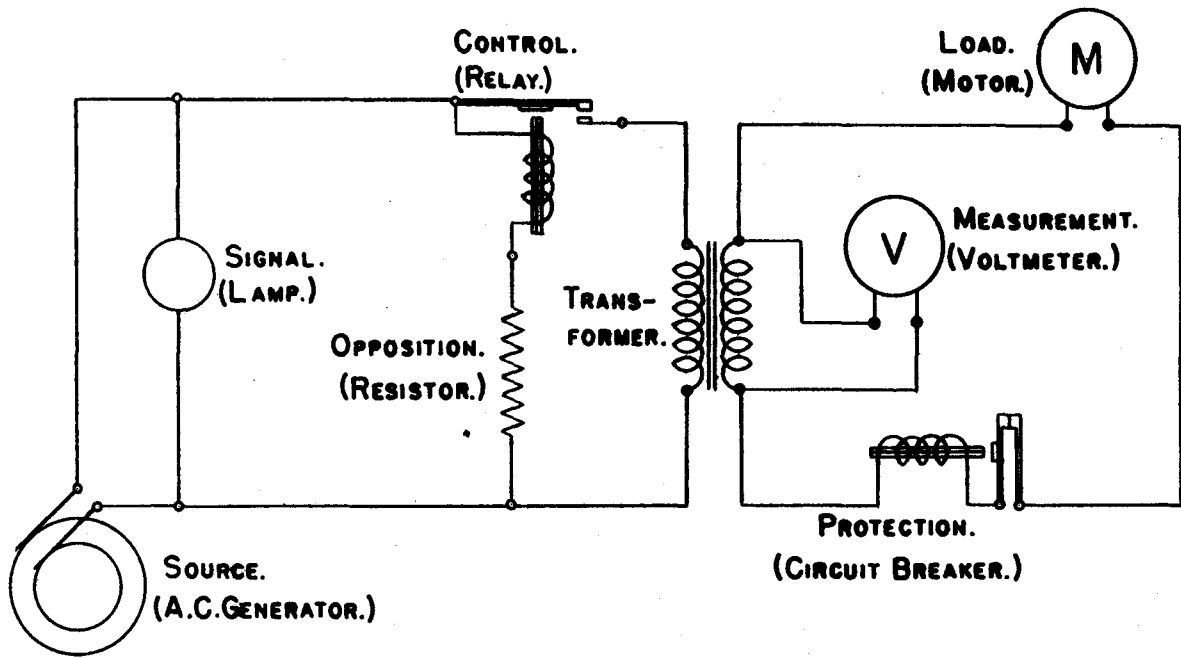 CONTROL.
(RELAY.)
LOAD.
(MOTOR.)
M
SIGNAL.
(LAMP.)
TRANS-
FORMER.
V
MEASUREMENT.
(VOLTMETER.)
OPPOSITION.
(RESISTOR.)
PROTECTION.
(CIRCUIT BREAKER.)
SOURCE.
(A.C.GENERATOR.)